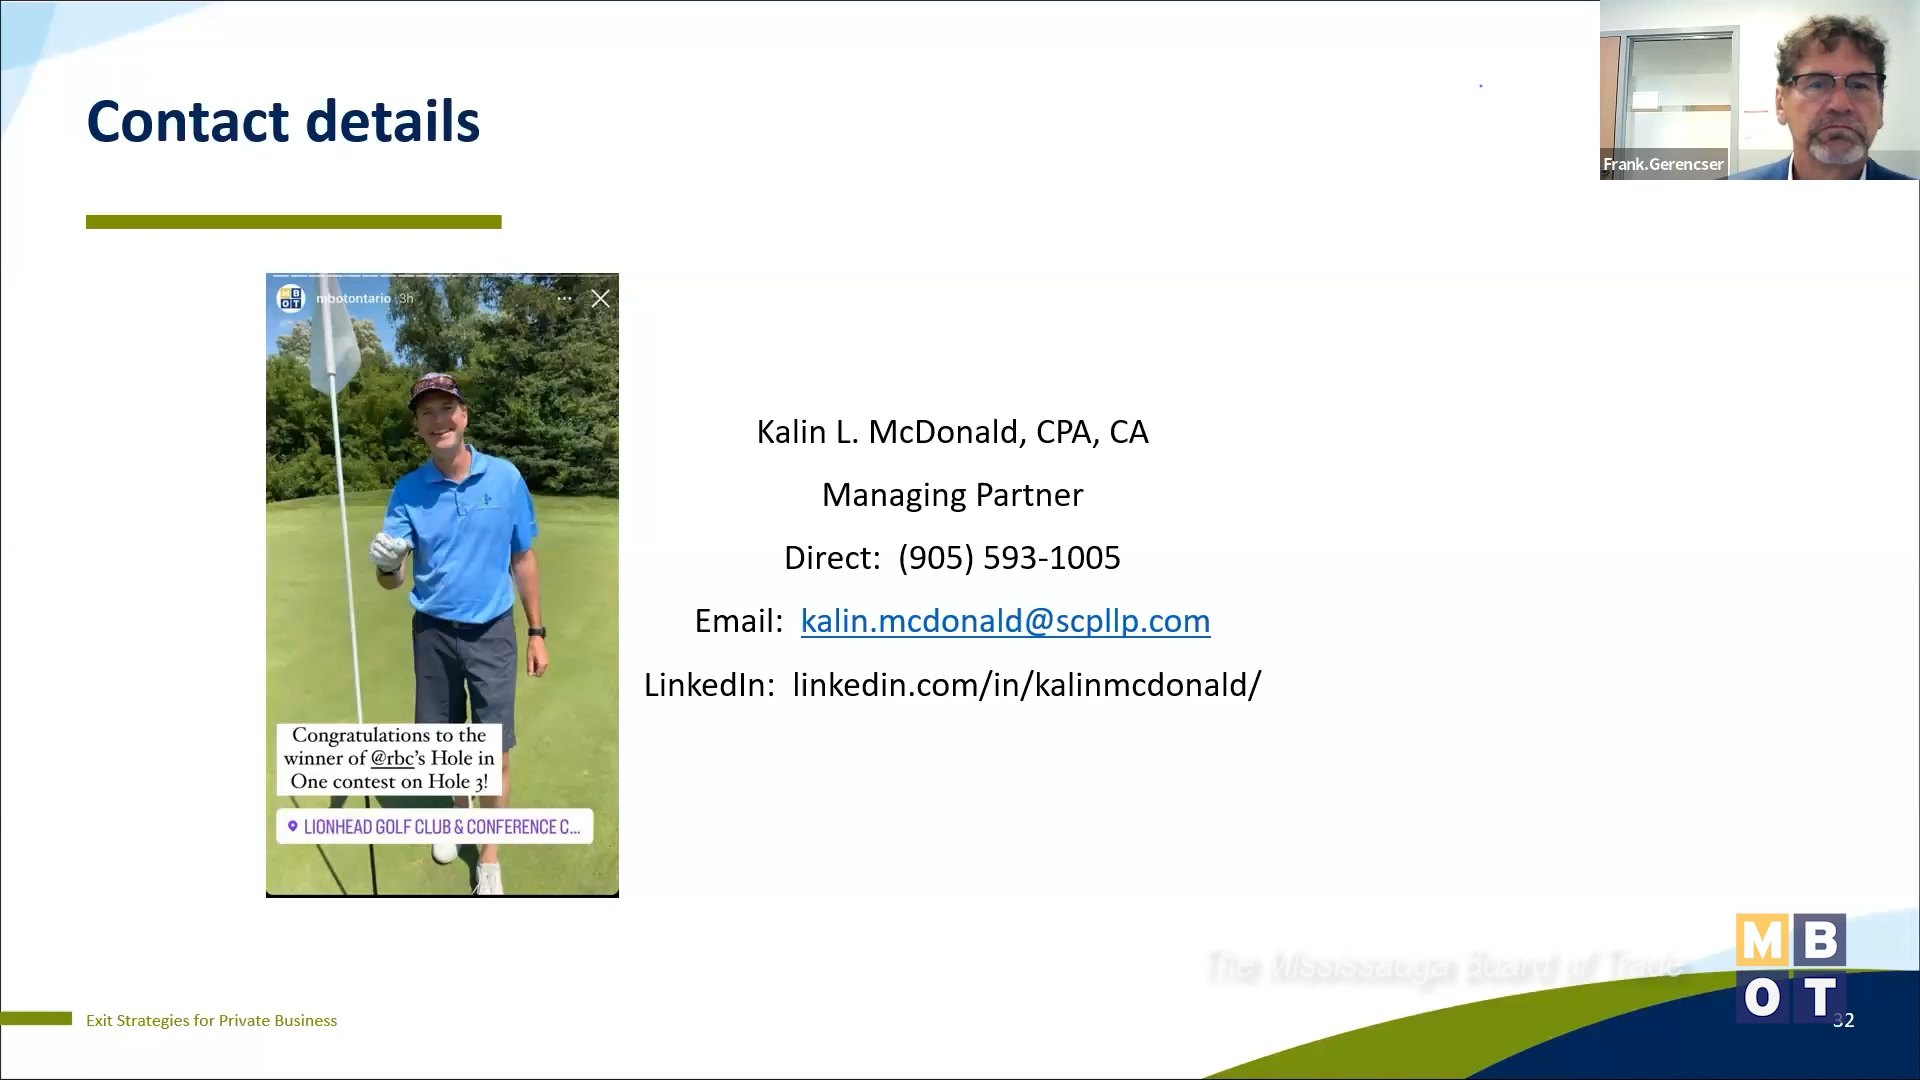 Contact details
Frank.Gerencser
MBOT
mbotontario 3h
Kalin L. McDonald, CPA, CA
Managing Partner
Direct: (905) 593-1005
Email: kalin.mcdonald@scpllp.com
LinkedIn: linkedin.com/in/kalinmcdonald/
Congratulations to the
winner of @rbc's Hole in
One contest on Hole 3!
LIONHEAD GOLF CLUB & CONFERENCE C...
The Mississauga Board of Trade
M B
O T
Exit Strategies for Private Business
32